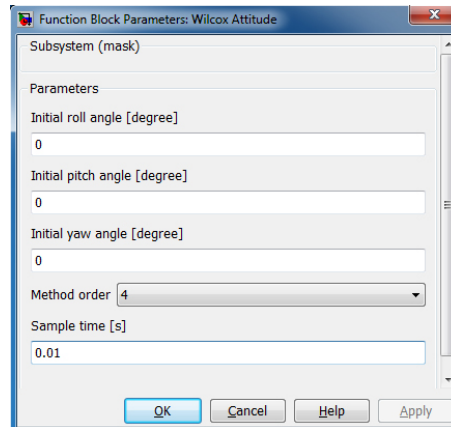 Function Block Parameters: Wilcox Attitude
Subsystem (mask)
Parameters
Initial roll angle [degree]
0
Initial pitch angle [degree]
0
Initial yaw angle [degree]
0
Method order 4
Sample time [s]
0.01
OK Cancel Help Apply